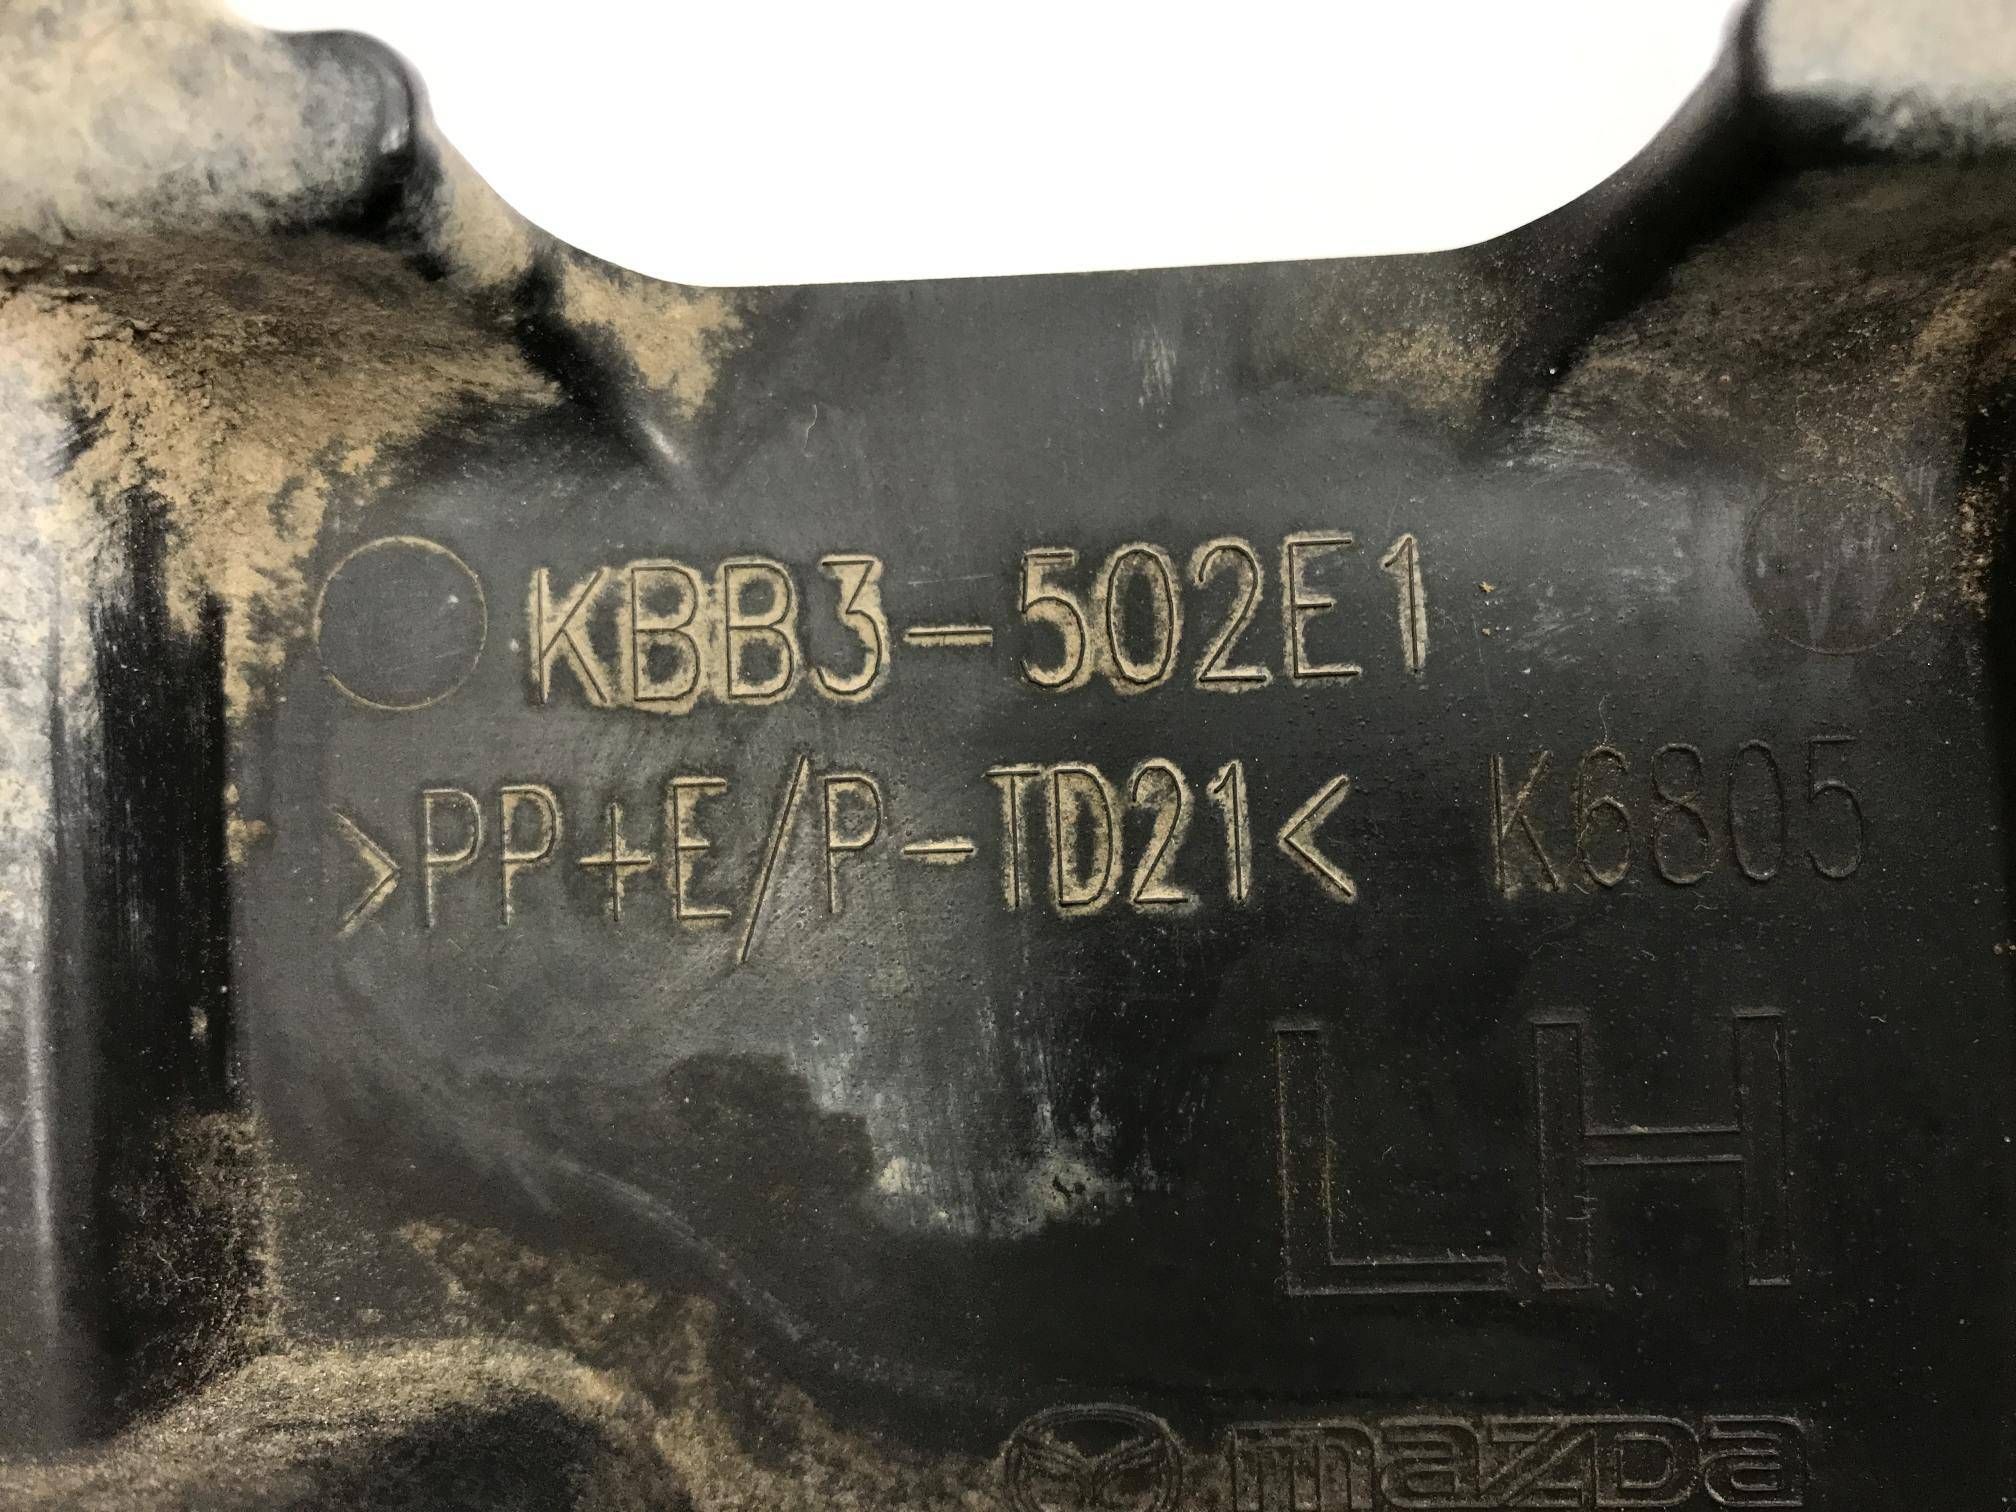 KBB3-502E1
>PP+E/P-TD21< K6805
LH
mazDa